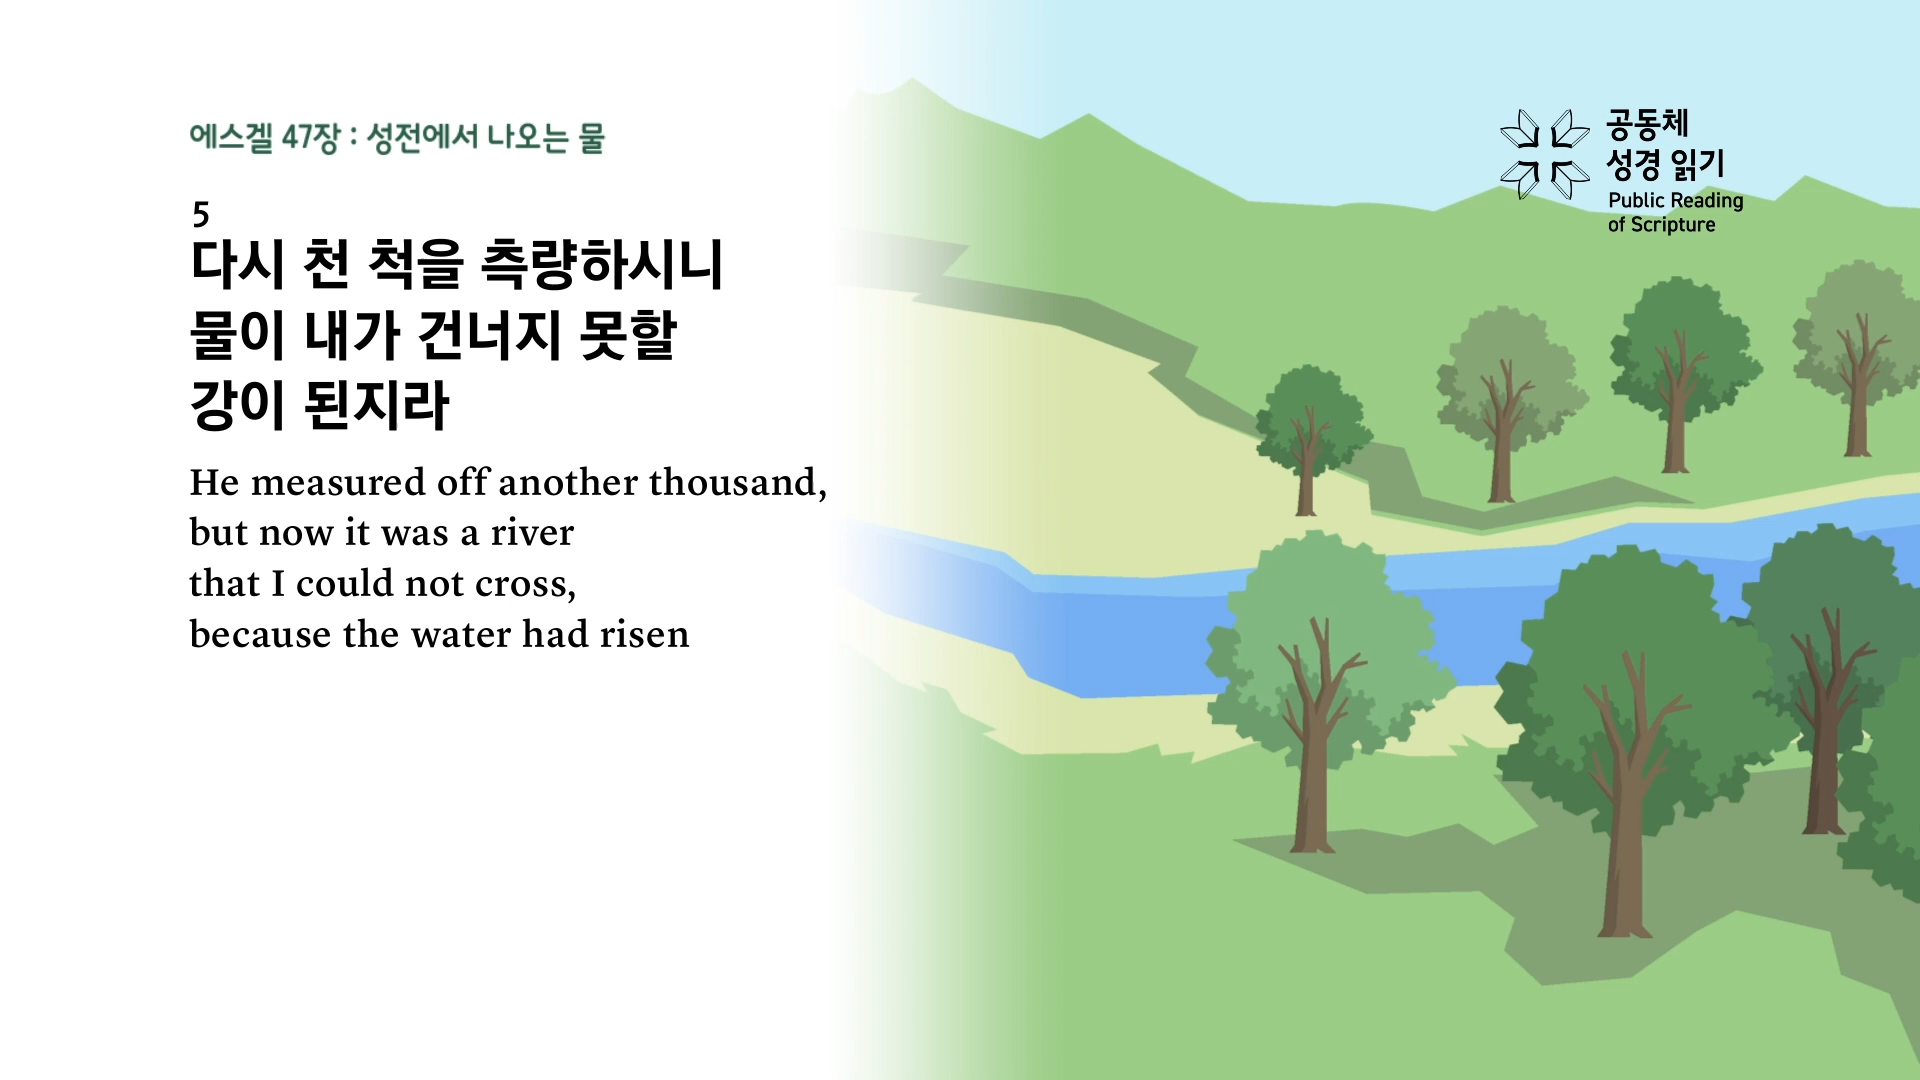 에스겔 47장 : 성전에서 나오는 물
5
다시 천 척을 측량하시니
물이 내가 건너지 못할
강이 된지라
He measured off another thousand,
but now it was a river
that I could not cross,
because the water had risen
공동체
성경 읽기
Public Reading
of Scripture